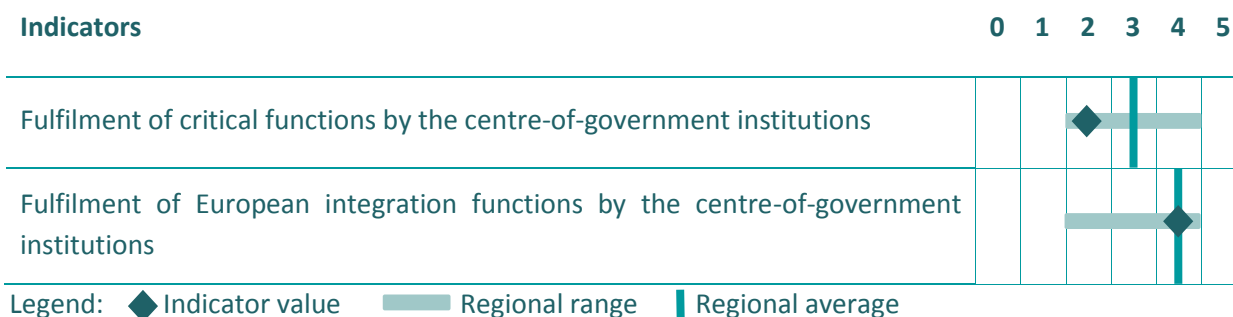 Indicators 0 1 2 3 4 5
Fulfilment of critical functions by the centre-of-government institutions
Fulfilment of European integration functions by the centre-of-government
institutions
Legend: Indicator value Regional range Regional average